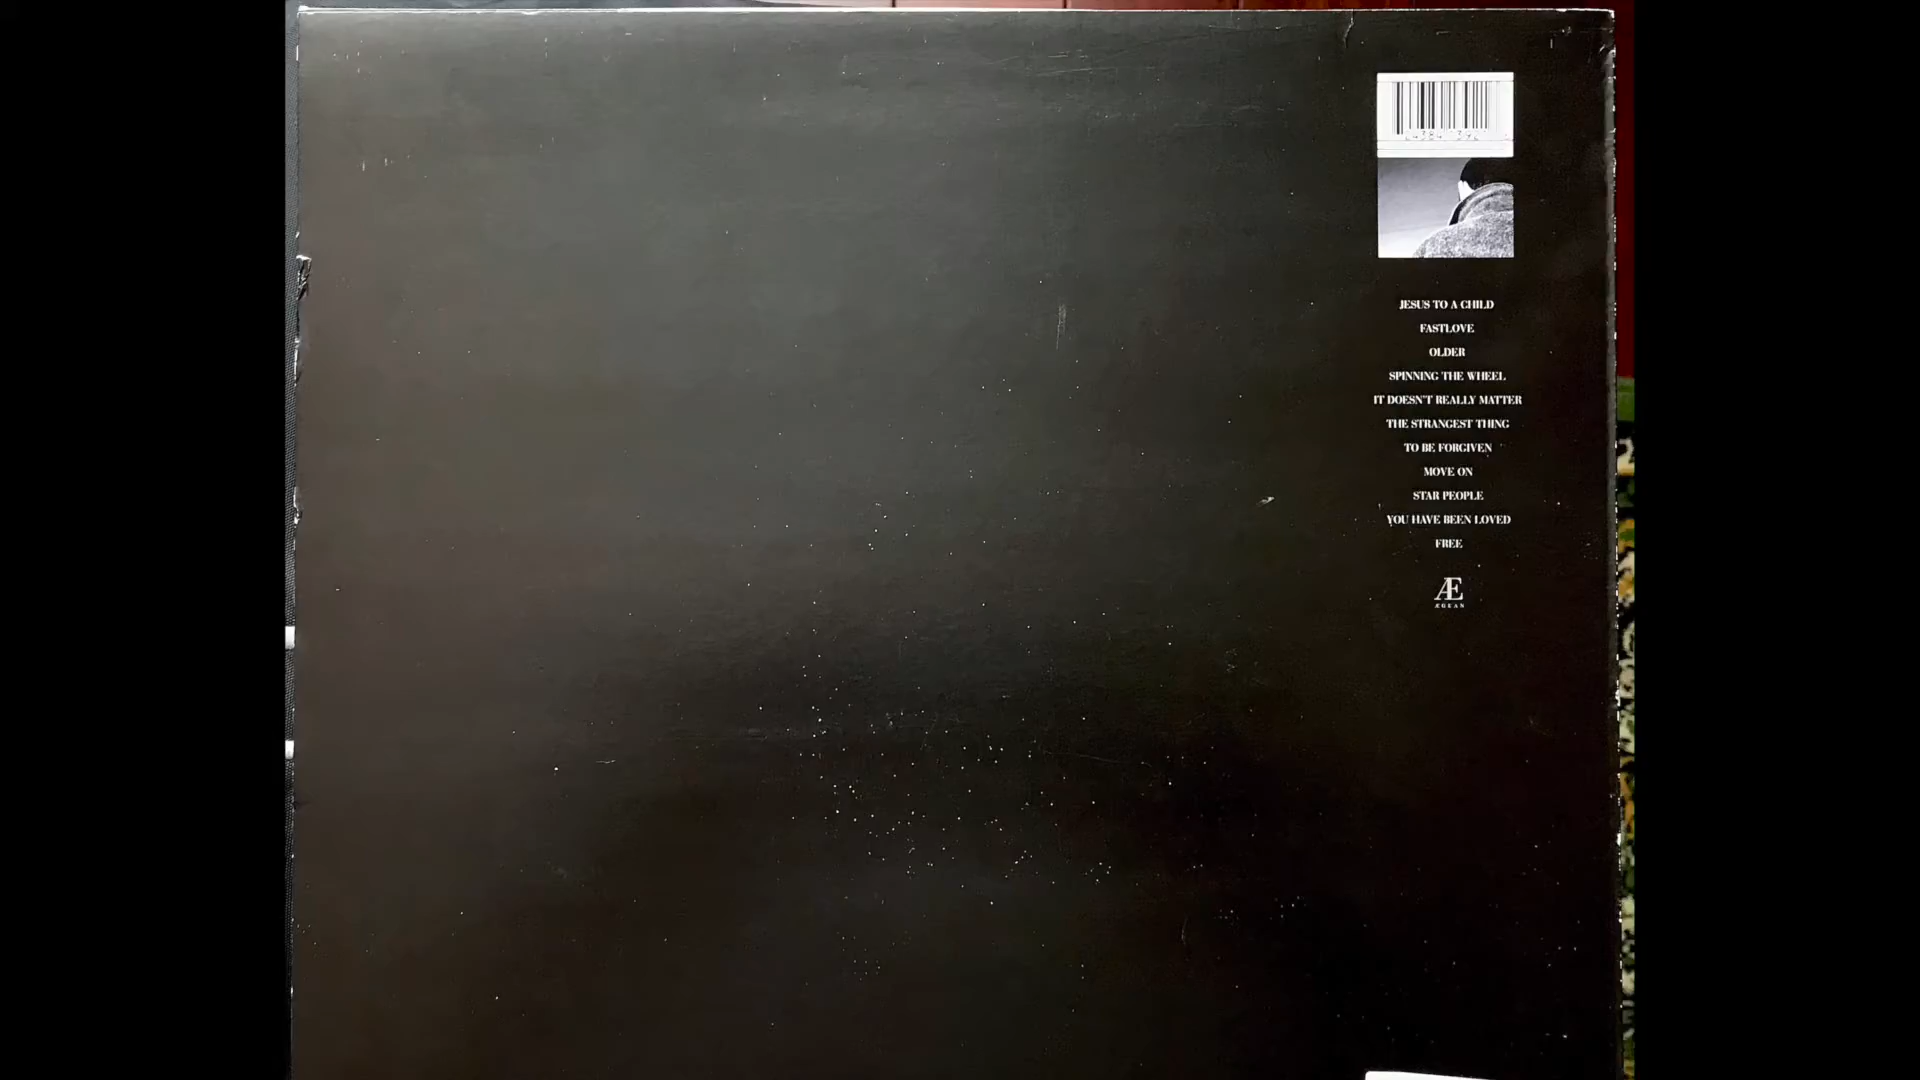 JESUS TO A CHILD
FASTLOVE
OLDER
SPINNING THE WHEEL
IT DOESN'T REALLY MATTER
THE STRANGEST THING
TO BE FORGIVEN
MOVE ON
STAR PEOPLE
YOU HAVE BEEN LOVED
FREE
Æ
ÆGEAN